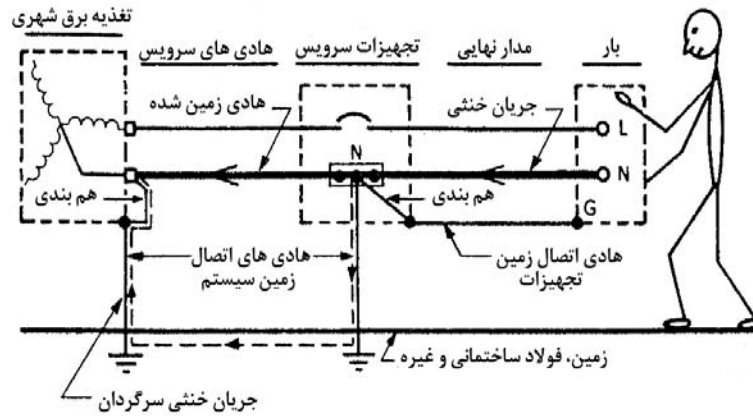 تغذیه برق شهری
هادی های سرویس
تجهیزات سرویس
مدار نهایی
بار
هادی زمین شده
جریان خنثی
L
N
N
هم بندی
هم بندی
G
هادی های اتصال
زمین سیستم
هادی اتصال زمین
تجهیزات
زمین، فولاد ساختمانی و غیره
جریان خنثی سرگردان